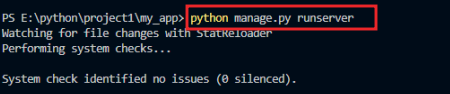 PS E:\python\project1\my_app> python manage.py runserver
Watching for file changes with StatReloader
Performing system checks...
System check identified no issues (0 silenced).